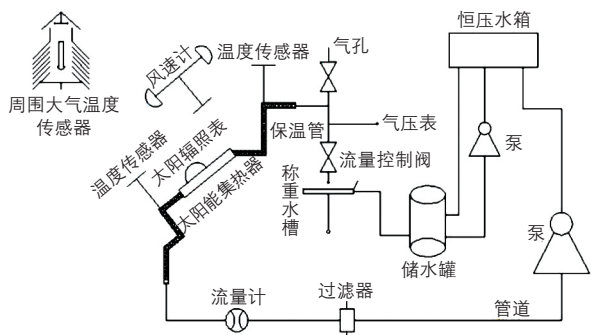 恒压水箱
气孔
温度传感器
风速计
周围大气温度
传感器
保温管
气压表
泵
流量控制阀
温度传感器
太阳辐照表
太阳能集热器
称重水槽
储水罐
泵
流量计
过滤器
管道